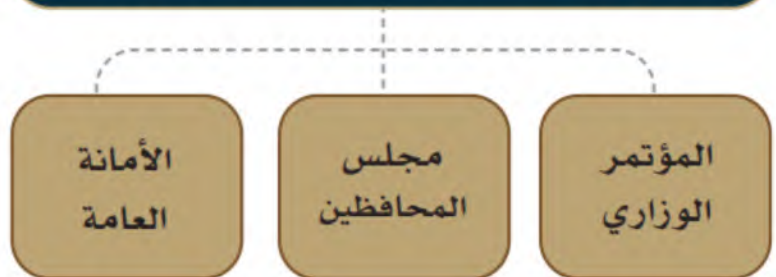 المؤتمر
الوزاري
مجلس
المحافظين
الأمانة
العامة